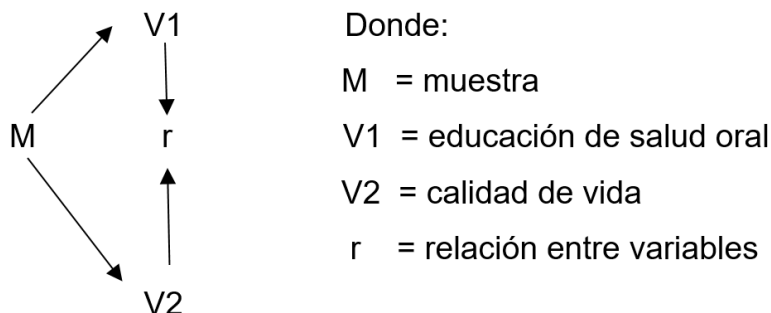 V1
M
r
V2
Donde:
M = muestra
V1 = educación de salud oral
V2 = calidad de vida
r = relación entre variables